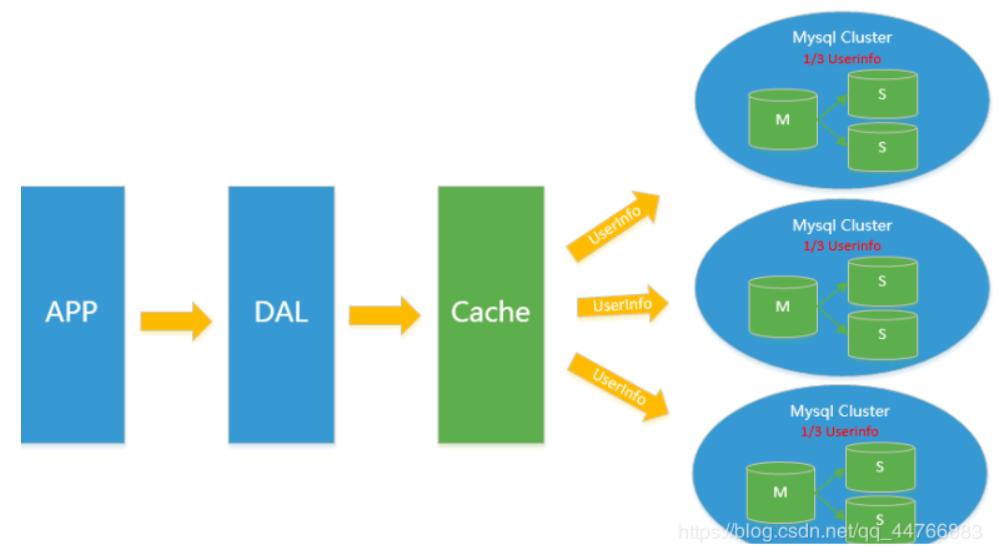 APP
DAL
Cache
UserInfo
UserInfo
UserInfo
Mysql Cluster
1/3 Userinfo
M
S
S
Mysql Cluster
1/3 Userinfo
M
S
S
Mysql Cluster
1/3 Userinfo
M
S
S
https://blog.csdn.net/qq_44766883